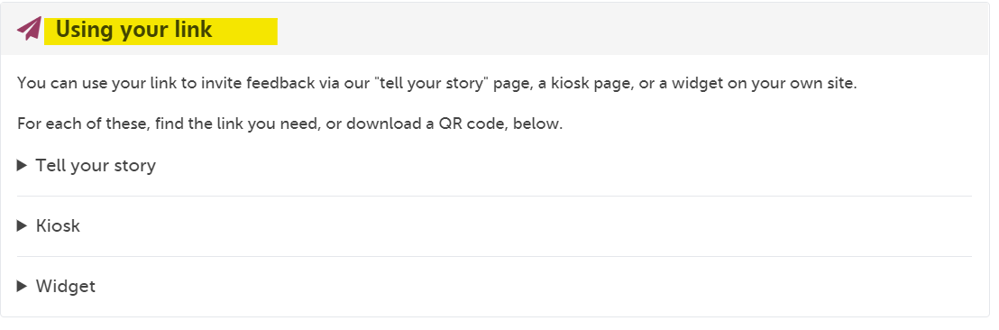 Using your link
You can use your link to invite feedback via our "tell your story" page, a kiosk page, or a widget on your own site.
For each of these, find the link you need, or download a QR code, below.
Tell your story
Kiosk
Widget